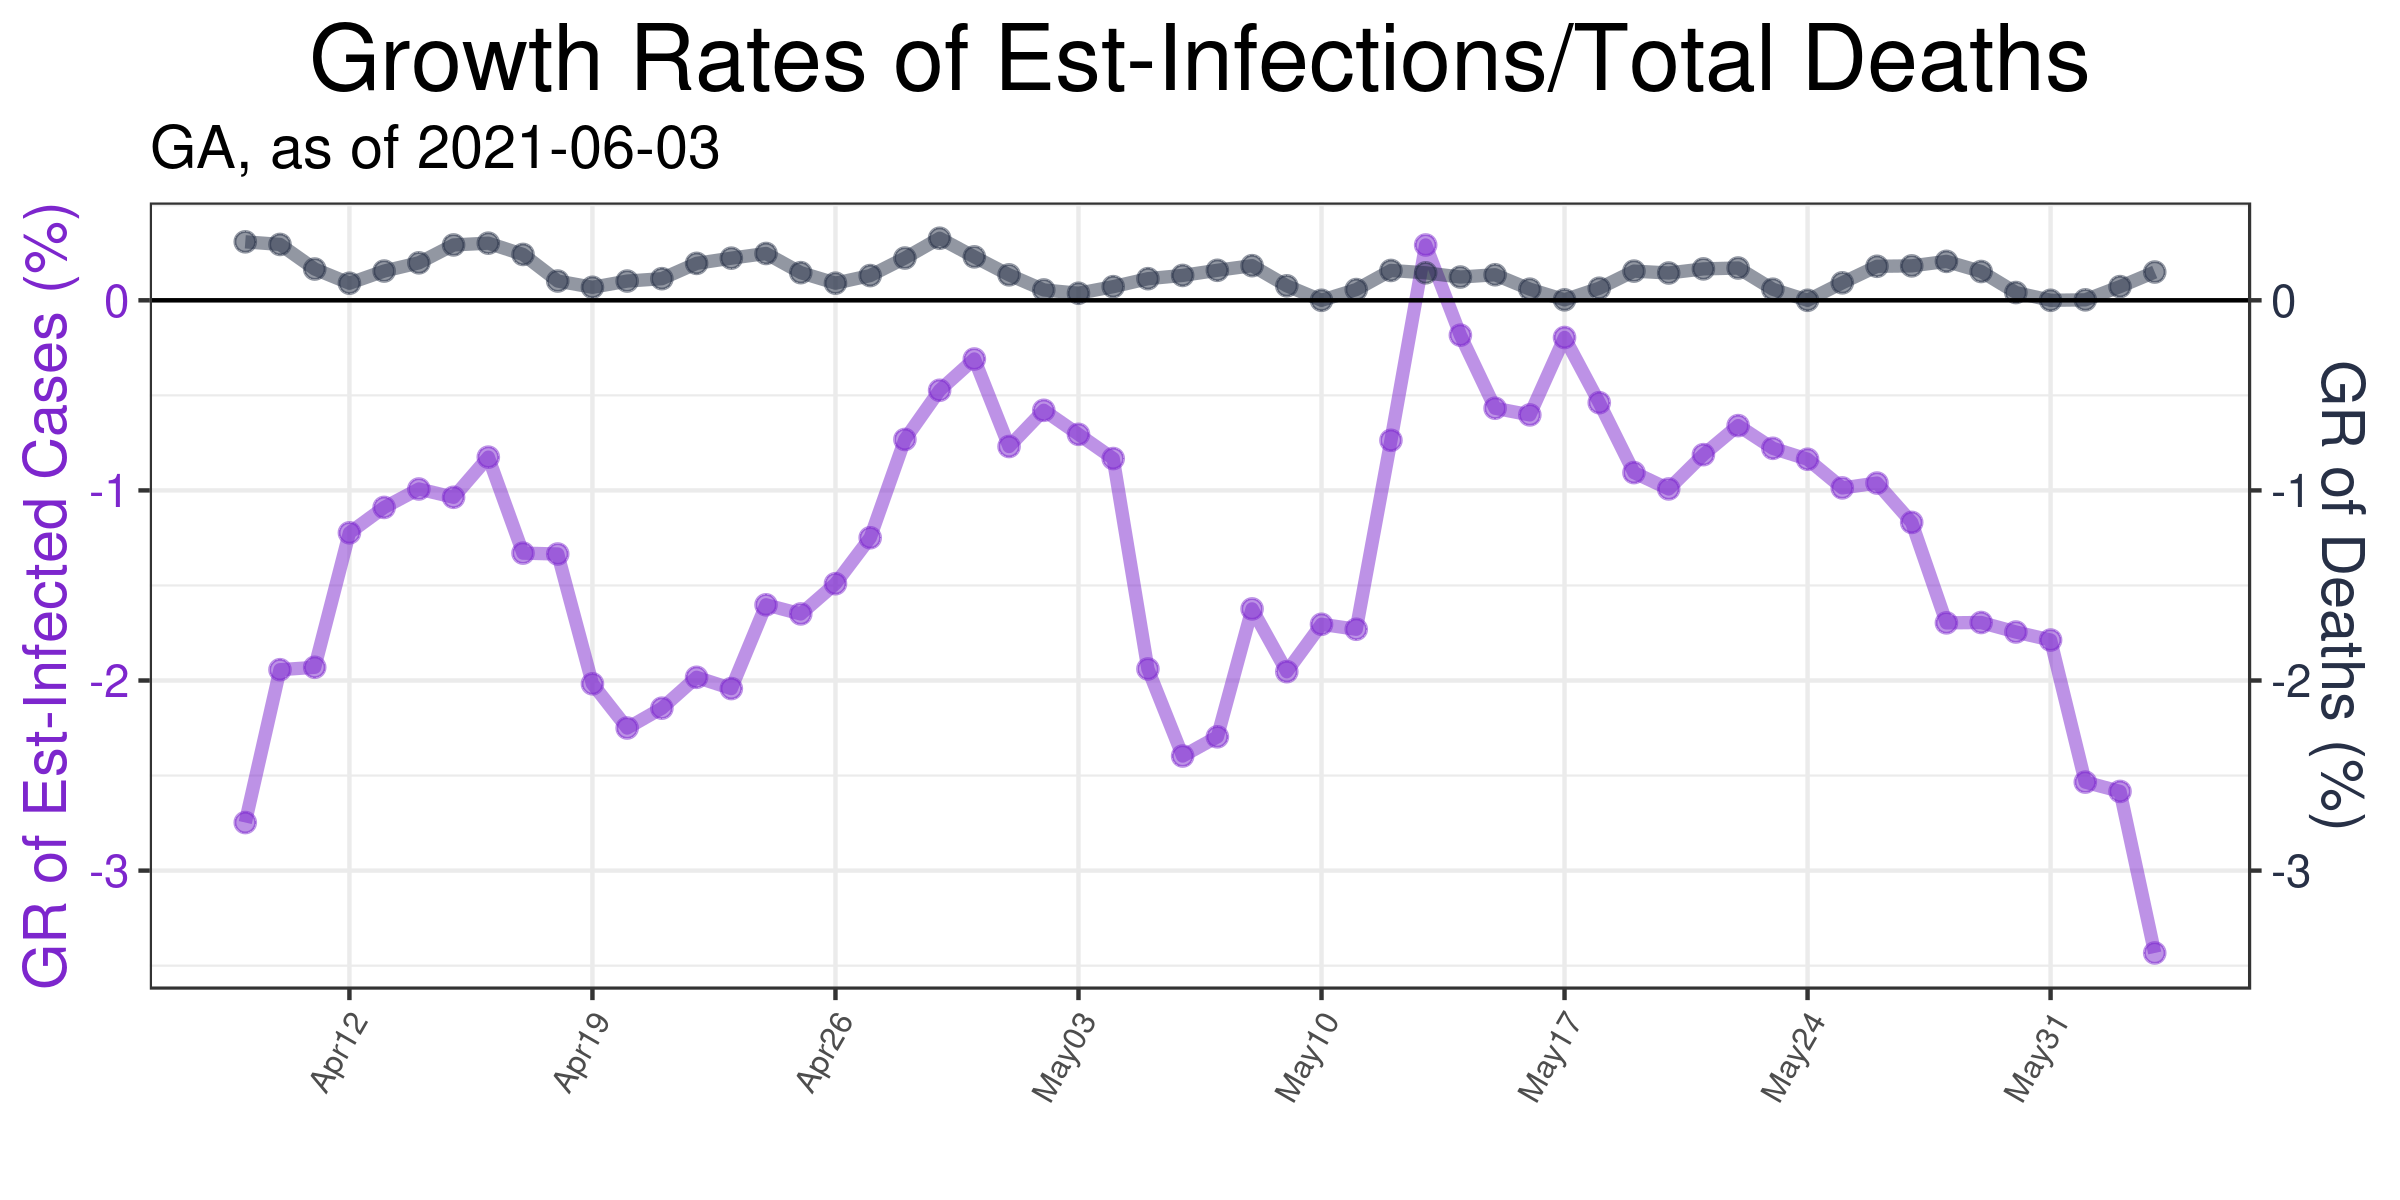 Growth Rates of Est-Infections/Total Deaths
GA, as of 2021-06-03
GR of Est-Infected Cases (%)
0
-1
-2
-3
0
-1
-2
-3
GR of Deaths (%)
Apr12
Apr19
Apr26
May03
May10
May17
May24
May31